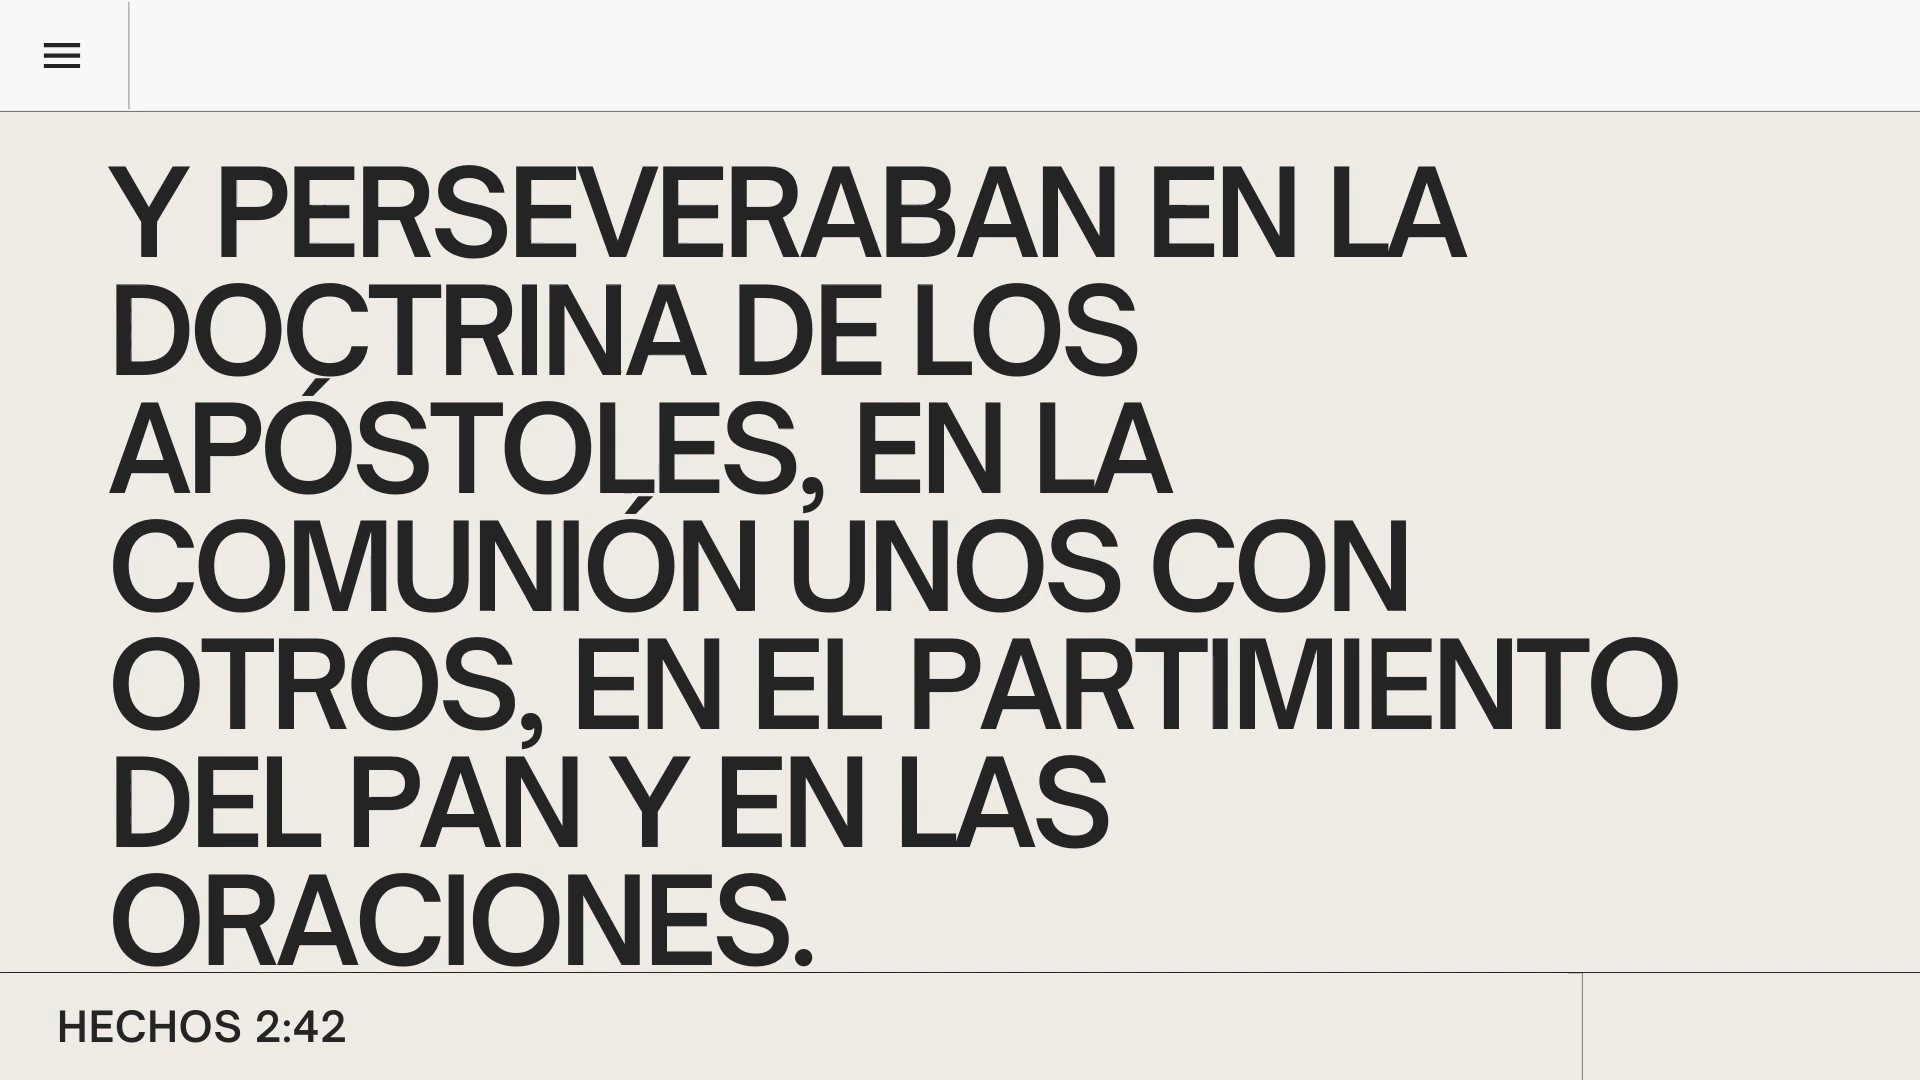 Y PERSEVERABAN EN LA
DOCTRINA DE LOS
APÓSTOLES, EN LA
COMUNIÓN UNOS CON
OTROS, EN EL PARTIMIENTO
DEL PAN Y EN LAS
ORACIONES.
HECHOS 2:42